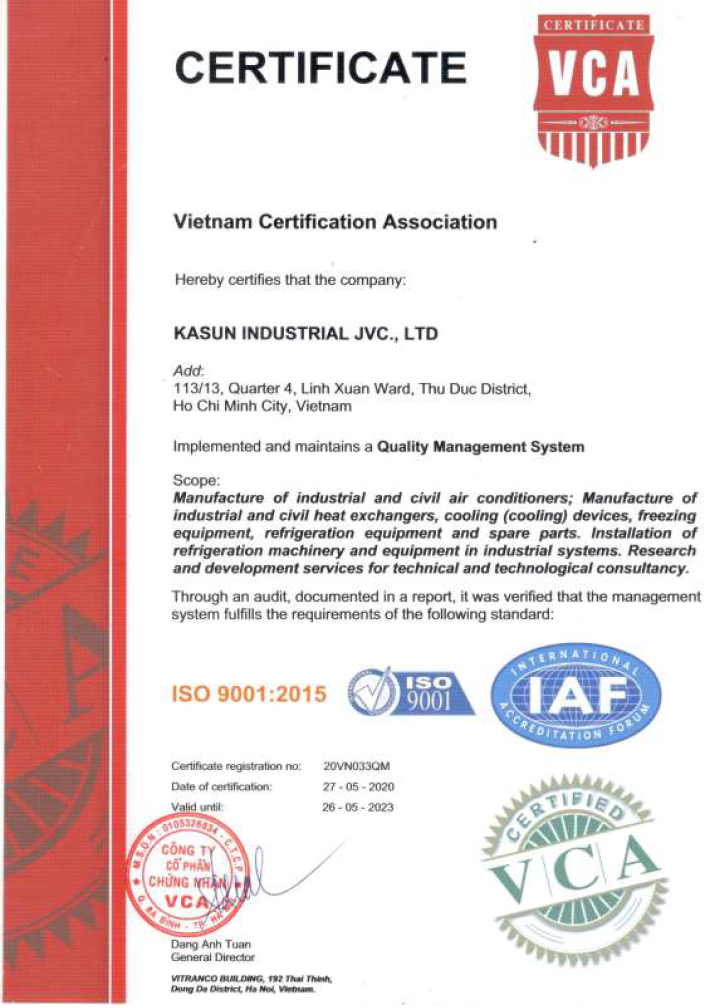 CERTIFICATE
CERTIFICATE
VCA
Vietnam Certification Association
Hereby certifies that the company:
KASUN INDUSTRIAL JVC., LTD
Add:
113/13, Quarter 4, Linh Xuan Ward, Thu Duc District,
Ho Chi Minh City, Vietnam
Implemented and maintains a Quality Management System
Scope:
Manufacture of industrial and civil air conditioners; Manufacture of
industrial and civil heat exchangers, cooling (cooling) devices, freezing
equipment, refrigeration equipment and spare parts. Installation of
refrigeration machinery and equipment in industrial systems. Research
and development services for technical and technological consultancy.
Through an audit, documented in a report, it was verified that the management
system fulfills the requirements of the following standard:
ISO 9001:2015
ISO
9001
INTERNATIONAL
IAF
ACCREDITATION FORUM
Certificate registration no: 20VN033QM
Date of certification: 27 - 05 - 2020
Valid until: 26 - 05 - 2023
M.S.D.N: 0105326834 - C.T.C.P
CÔNG TY
CỔ PHẦN
CHỨNG NHẬN
VCA
Q. BA ĐÌNH - TP. HÀ
CERTIFIED
VCA
Dang Anh Tuan
General Director
VITRANCO BUILDING, 192 Thai Thinh,
Dong Da District, Ha Noi, Vietnam.